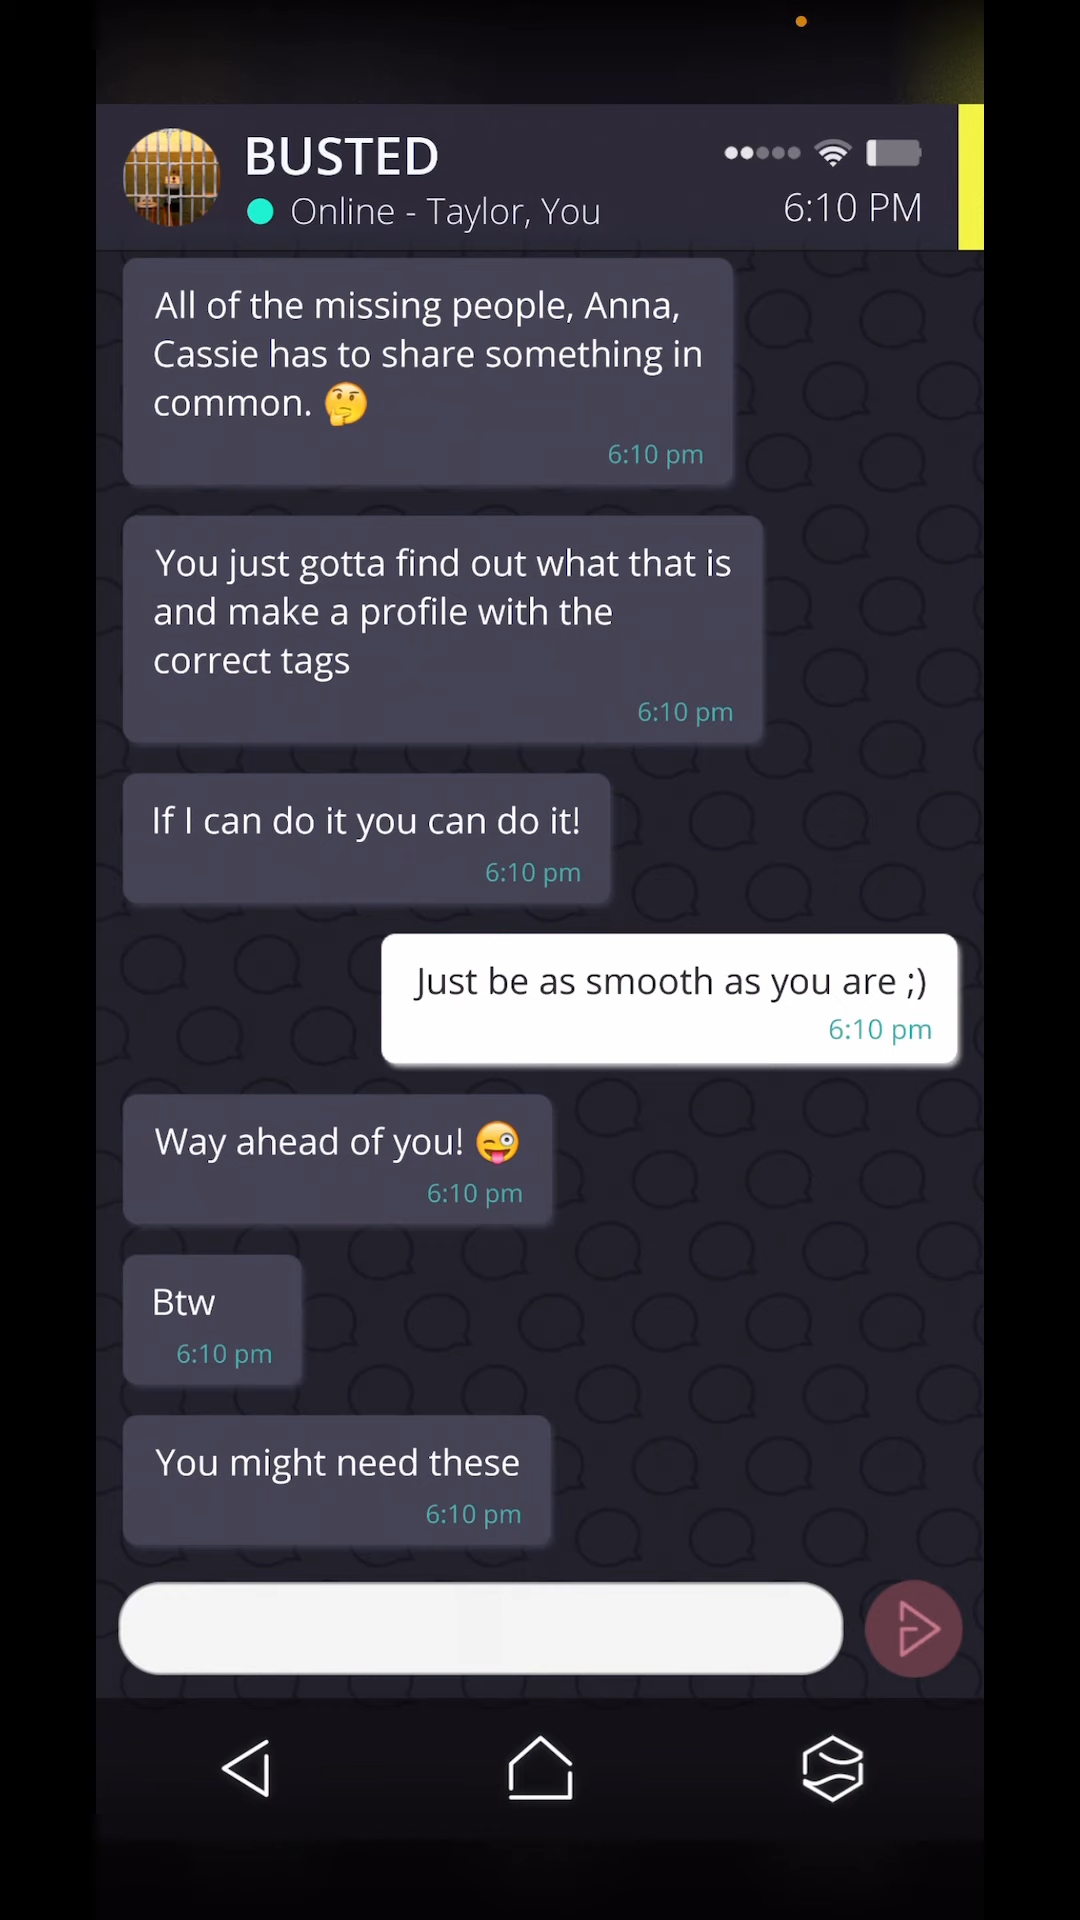 BUSTED
Online - Taylor, You
6:10 PM
All of the missing people, Anna,
Cassie has to share something in
common. 🤔
6:10 pm
You just gotta find out what that is
and make a profile with the
correct tags
6:10 pm
If I can do it you can do it!
6:10 pm
Just be as smooth as you are ;)
6:10 pm
Way ahead of you! 😜
6:10 pm
Btw
6:10 pm
You might need these
6:10 pm